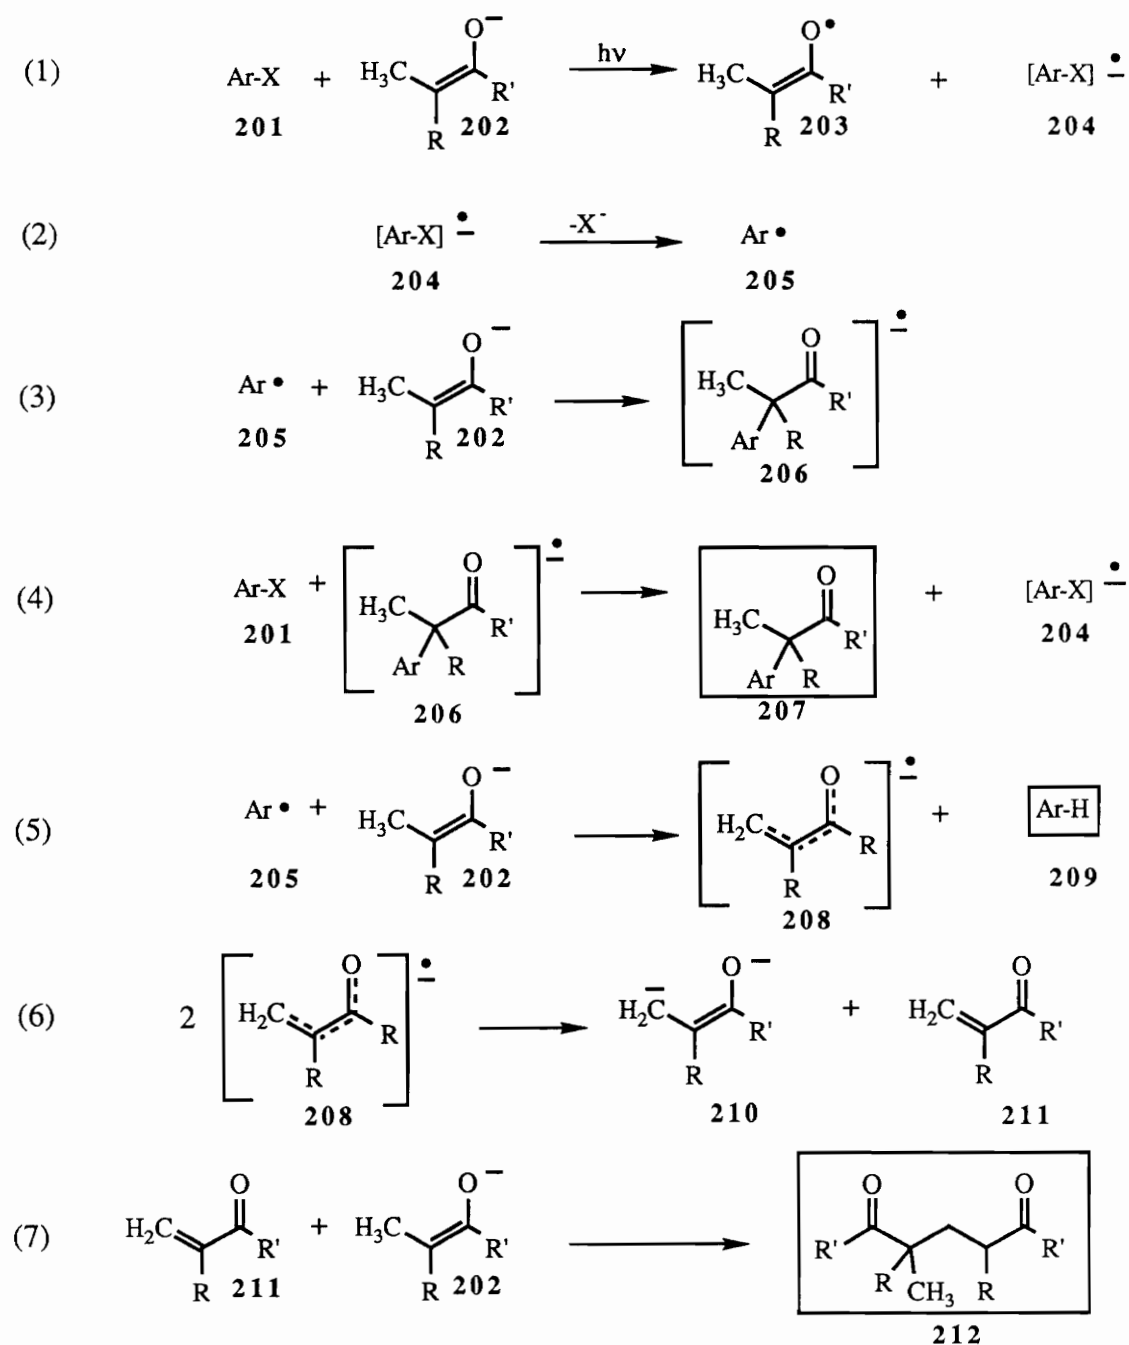 (1) Ar-X 201 + H₃C O⁻ R' R 202 hν H₃C O• R' R 203 + [Ar-X] •− 204
(2) [Ar-X] •− 204 -X⁻ Ar• 205
(3) Ar• 205 + H₃C O⁻ R' R 202 H₃C O R' Ar R •− 206
(4) Ar-X 201 + H₃C O R' Ar R •− 206 H₃C O R' Ar R 207 + [Ar-X] •− 204
(5) Ar• 205 + H₃C O⁻ R' R 202 H₂C O R R •− 208 + Ar-H 209
(6) 2 H₂C O R R •− 208 H₂C⁻ O⁻ R' R 210 + H₂C O R' R 211
(7) H₂C O R' R 211 + H₃C O⁻ R' R 202 O O R' R' R CH₃ R 212